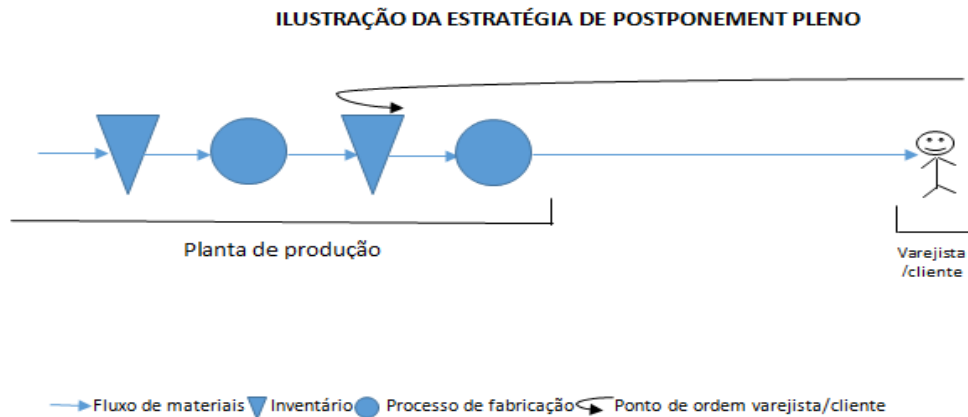 ILUSTRAÇÃO DA ESTRATÉGIA DE POSTPONEMENT PLENO
Planta de produção
Varejista
/cliente
Fluxo de materiais Inventário Processo de fabricação Ponto de ordem varejista/cliente